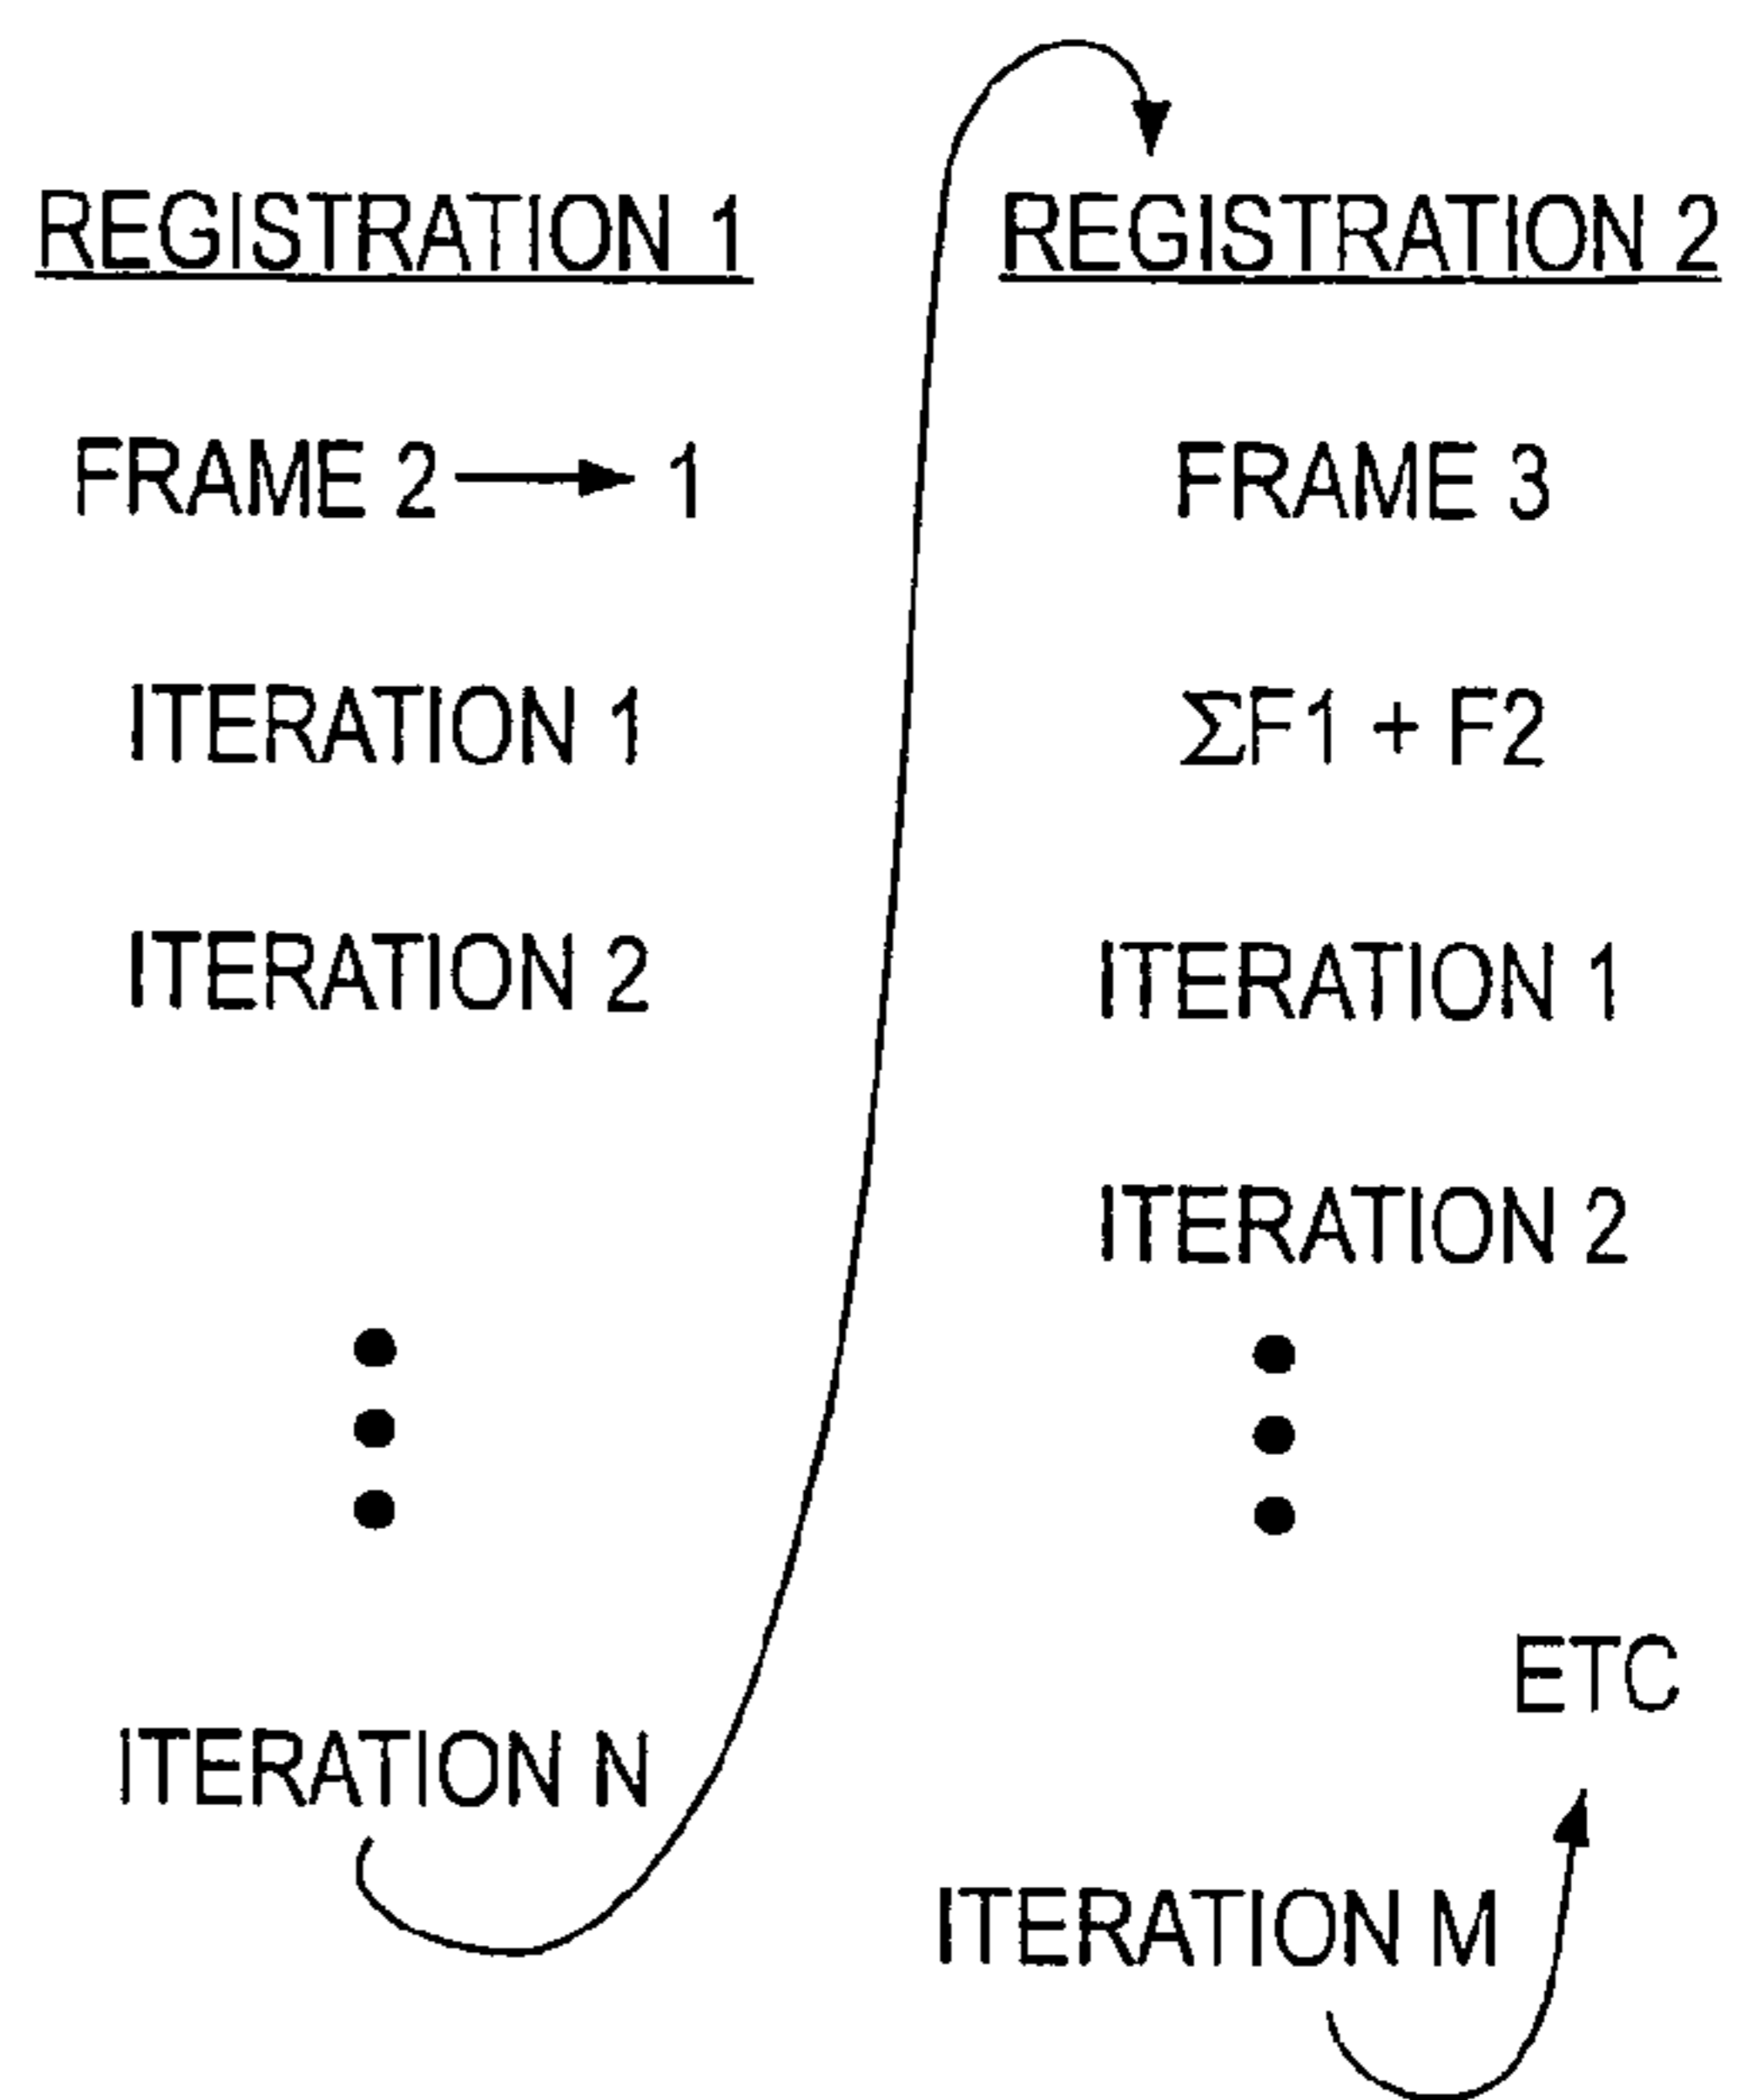 REGISTRATION 1
FRAME 2 → 1
ITERATION 1
ITERATION 2
ITERATION N
REGISTRATION 2
FRAME 3
ΣF1 + F2
ITERATION 1
ITERATION 2
ETC
ITERATION M